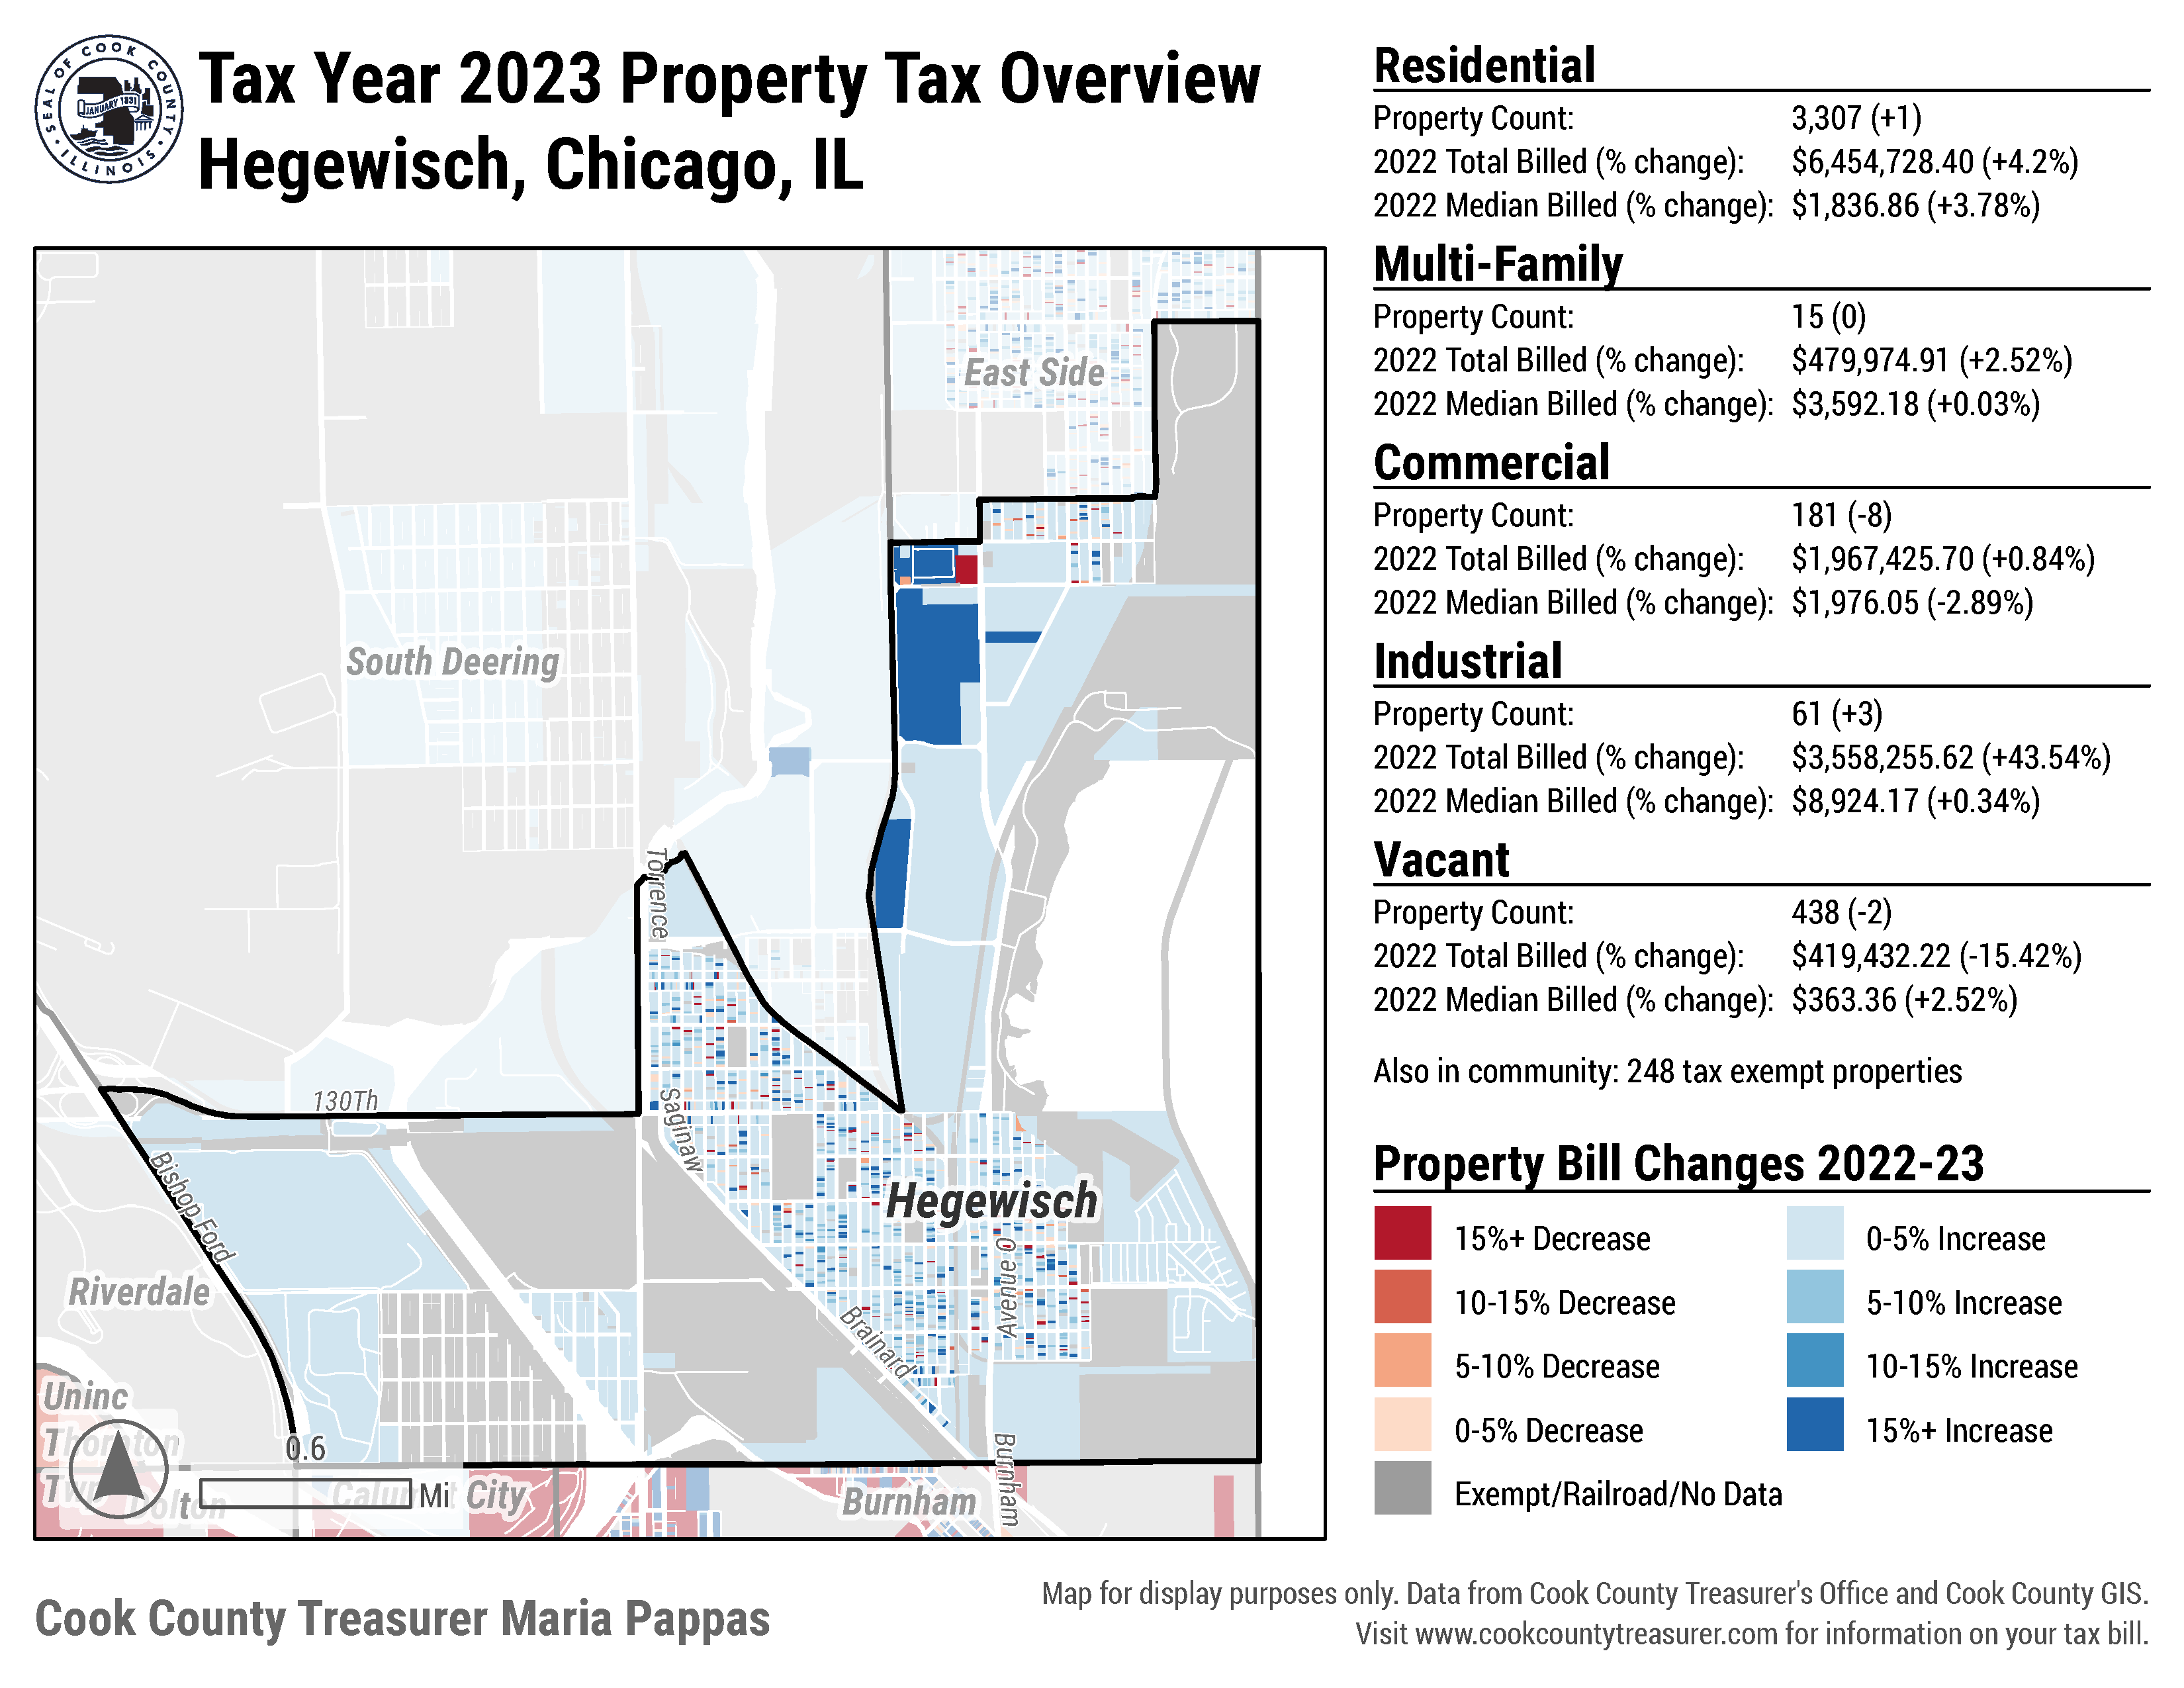 SEAL OF COOK COUNTY
JANUARY 1831
• ILLINOIS •
Tax Year 2023 Property Tax Overview
Hegewisch, Chicago, IL
East Side
South Deering
Torrence
130Th
Saginaw
Bishop Ford
Hegewisch
Avenue O
Riverdale
Brainard
Uninc
Thornton
Twp
Dolton
0.6
Mi
Calumet City
Burnham
Burnham
Residential
Property Count: 3,307 (+1)
2022 Total Billed (% change): $6,454,728.40 (+4.2%)
2022 Median Billed (% change): $1,836.86 (+3.78%)
Multi-Family
Property Count: 15 (0)
2022 Total Billed (% change): $479,974.91 (+2.52%)
2022 Median Billed (% change): $3,592.18 (+0.03%)
Commercial
Property Count: 181 (-8)
2022 Total Billed (% change): $1,967,425.70 (+0.84%)
2022 Median Billed (% change): $1,976.05 (-2.89%)
Industrial
Property Count: 61 (+3)
2022 Total Billed (% change): $3,558,255.62 (+43.54%)
2022 Median Billed (% change): $8,924.17 (+0.34%)
Vacant
Property Count: 438 (-2)
2022 Total Billed (% change): $419,432.22 (-15.42%)
2022 Median Billed (% change): $363.36 (+2.52%)
Also in community: 248 tax exempt properties
Property Bill Changes 2022-23
15%+ Decrease
10-15% Decrease
5-10% Decrease
0-5% Decrease
Exempt/Railroad/No Data
0-5% Increase
5-10% Increase
10-15% Increase
15%+ Increase
Cook County Treasurer Maria Pappas
Map for display purposes only. Data from Cook County Treasurer's Office and Cook County GIS.
Visit www.cookcountytreasurer.com for information on your tax bill.